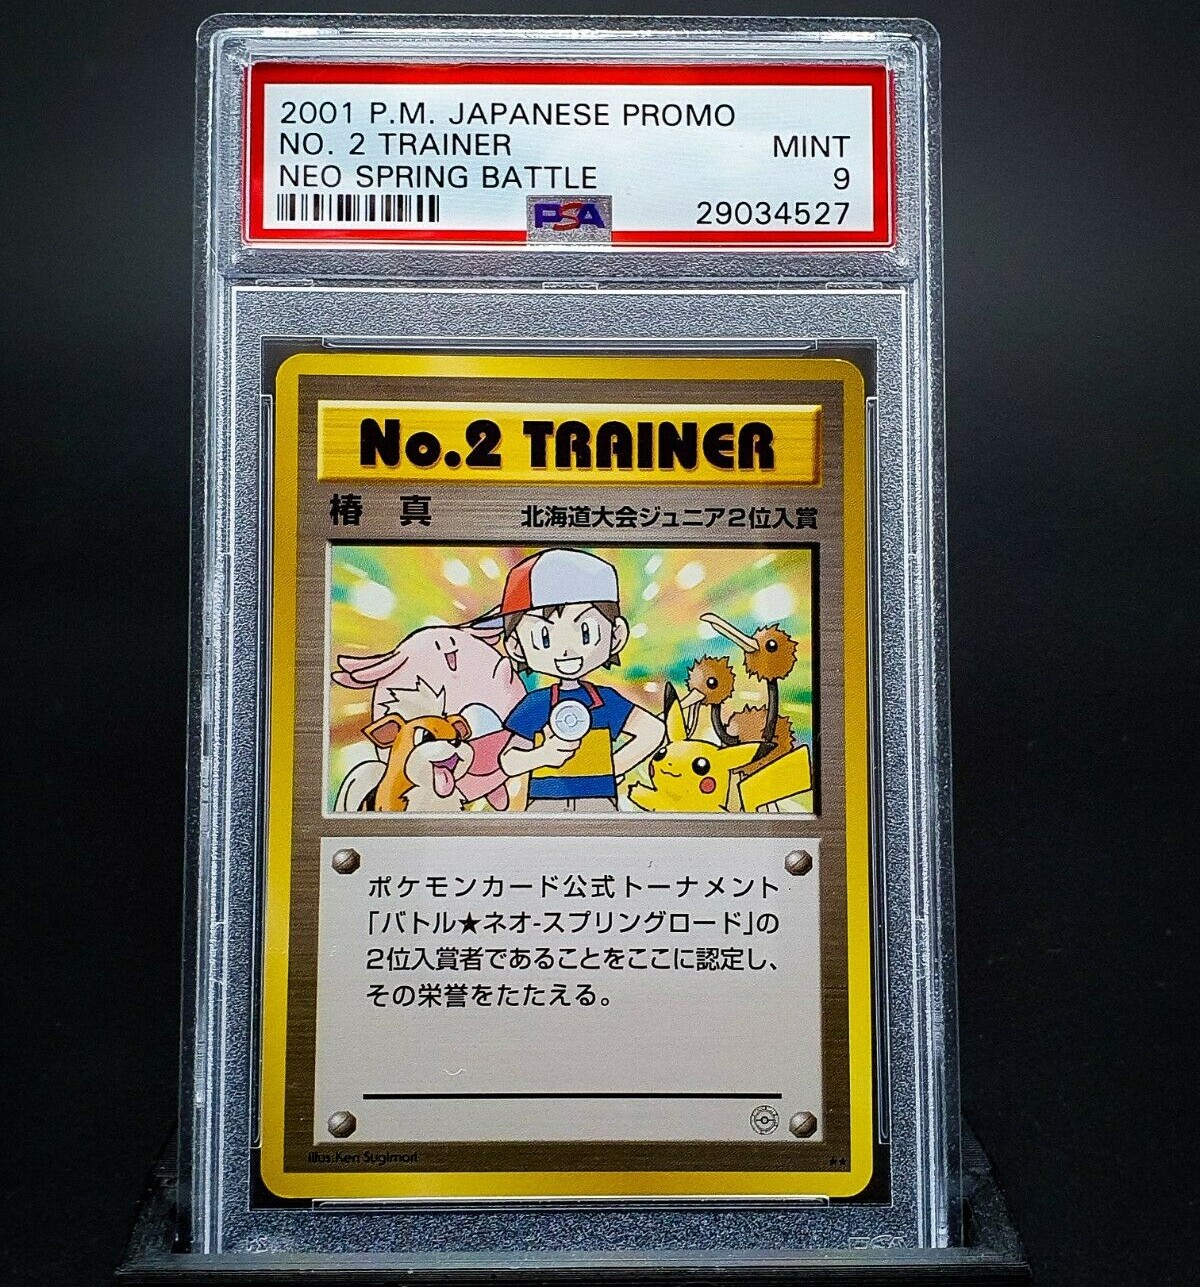 2001 P.M. JAPANESE PROMO
NO. 2 TRAINER MINT
NEO SPRING BATTLE 9
PSA 29034527
No.2 TRAINER
椿 真 北海道大会ジュニア2位入賞
ポケモンカード公式トーナメント
「バトル★ネオ-スプリングロード」の
2位入賞者であることをここに認定し、
その栄誉をたたえる。
illus.Ken Sugimori
★★